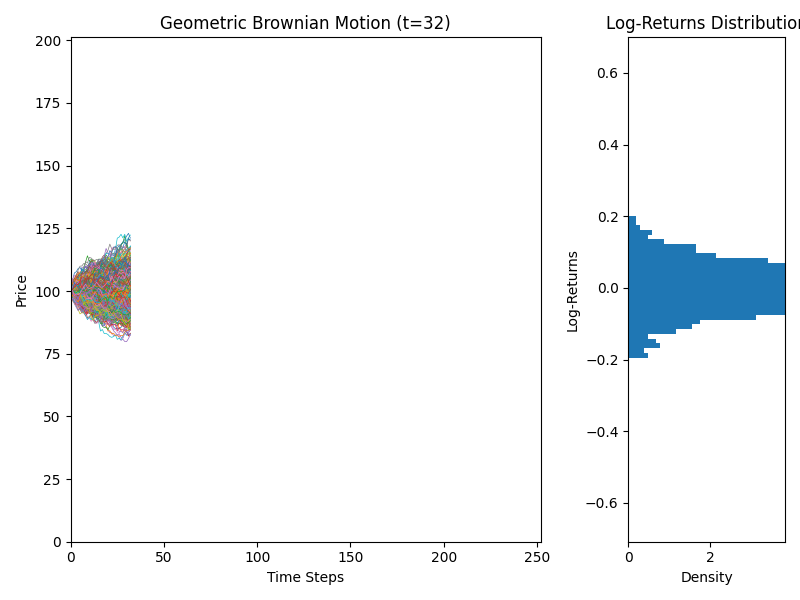 Geometric Brownian Motion (t=32)
Log-Returns Distribution
200
175
150
125
100
75
50
25
0
Price
0 50 100 150 200 250
Time Steps
0.6
0.4
0.2
0.0
−0.2
−0.4
−0.6
Log-Returns
0 2
Density